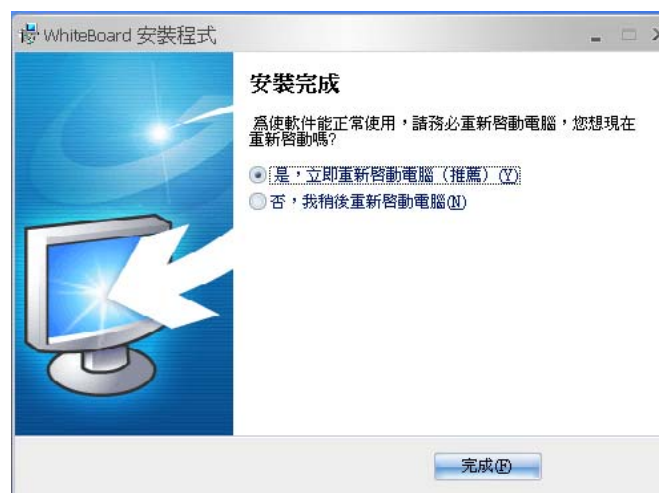 WhiteBoard 安裝程式
安裝完成
爲使軟件能正常使用，請務必重新啓動電腦，您想現在
重新啓動嗎?
是，立即重新啓動電腦（推薦）(Y)
否，我稍後重新啓動電腦(N)
完成(F)